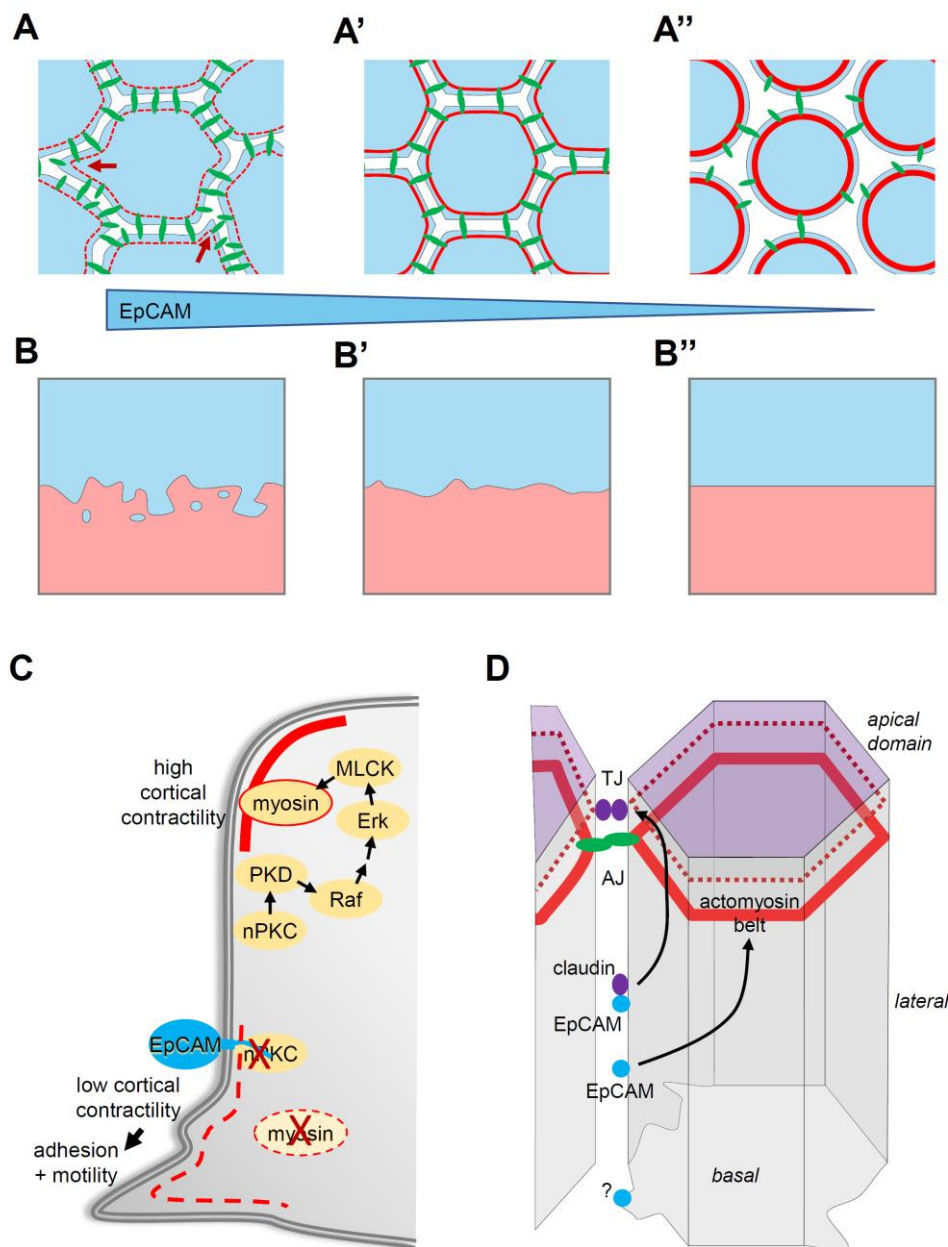 A
A’
A’’
EpCAM
B
B’
B’’
C
high
cortical
contractility
MLCK
myosin
Erk
PKD
Raf
nPKC
EpCAM
nPKC
low cortical
contractility
adhesion
+ motility
myosin
D
apical
domain
TJ
AJ
actomyosin
belt
claudin
EpCAM
lateral
EpCAM
basal
?